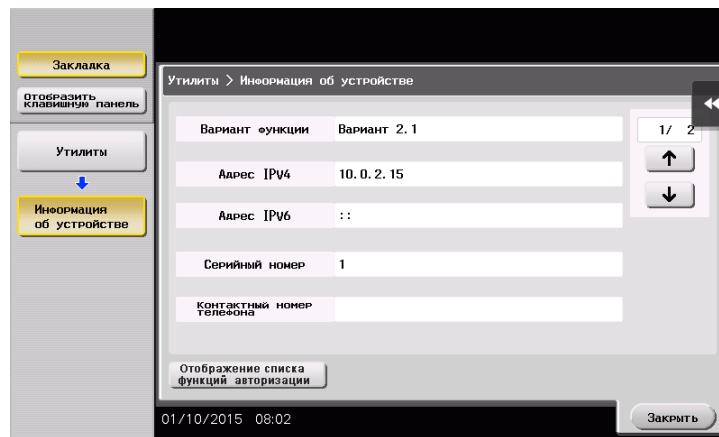 Закладка
Отобразить
клавишную панель
Утилиты
Информация
об устройстве
Утилиты > Информация об устройстве
Вариант функции Вариант 2.1
1/ 2
Адрес IPv4 10.0.2.15
Адрес IPv6 ::
Серийный номер 1
Контактный номер
телефона
Отображение списка
функций авторизации
01/10/2015 08:02
Закрыть